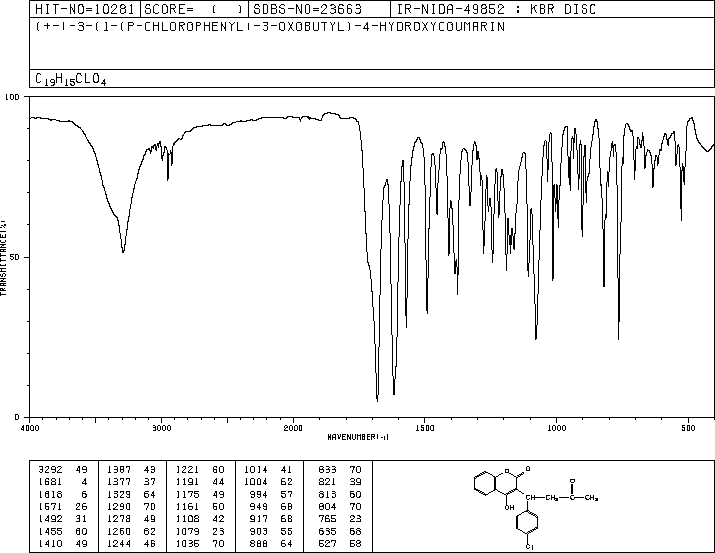 HIT-NO=10281 SCORE= ( ) SDBS-NO=23663 IR-NIDA-49852 : KBR DISC
(+-)-3-(1-(P-CHLOROPHENYL)-3-OXOBUTYL)-4-HYDROXYCOUMARIN
C19H15CLO4
100
TRANSMITTANCE(%)
50
0
4000 3000 2000 1500 1000 500
WAVENUMBER(-1)
3292 49 1387 43 1221 60 1014 41 833 70
1681 4 1377 37 1191 44 1004 62 821 39
1618 6 1329 64 1175 49 994 57 813 60
1571 26 1290 70 1161 50 949 68 804 70
1492 31 1278 49 1108 42 917 68 765 23
1455 60 1260 62 1079 23 903 55 635 68
1410 49 1244 46 1035 70 888 64 527 58
O
O
O
OH
CH
CH2
C
CH3
Cl